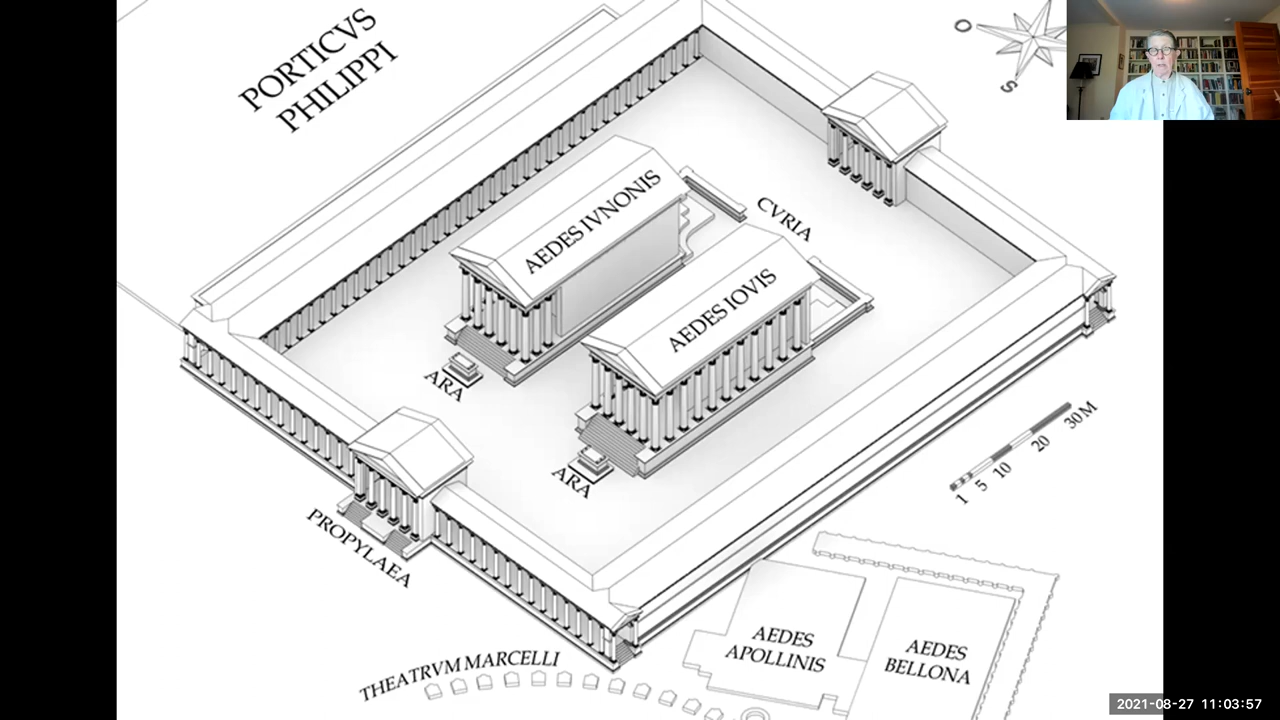 PORTICVS
PHILIPPI
O
S
AEDES IVNONIS
CVRIA
AEDES IOVIS
ARA
ARA
PROPYLAEA
1 5 10 20 30 M
THEATRVM MARCELLI
AEDES
APOLLINIS
AEDES
BELLONA
2021-08-27 11:03:57